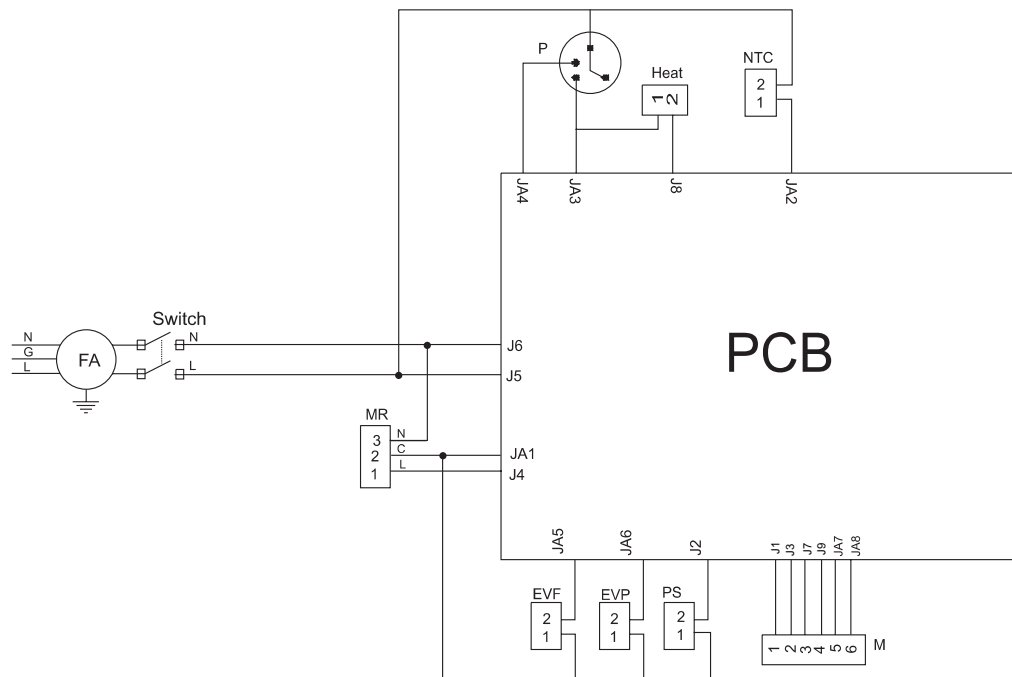 P
Heat
1 2
NTC
2
1
JA4
JA3
J8
JA2
PCB
Switch
N
G
L
FA
N
L
J6
J5
MR
3
2
1
N
C
L
JA1
J4
JA5
JA6
J2
J1
J3
J7
J9
JA7
JA8
EVF
2
1
EVP
2
1
PS
2
1
1 2 3 4 5 6
M